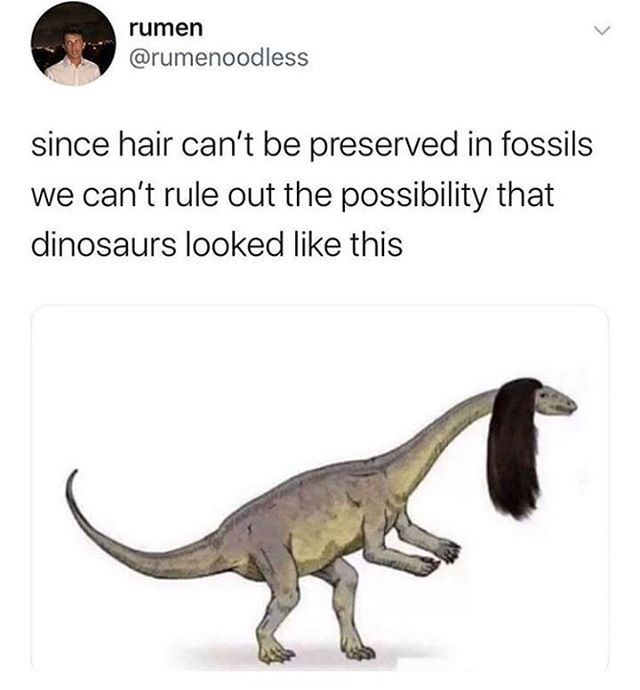 rumen
@rumenoodless
since hair can't be preserved in fossils
we can't rule out the possibility that
dinosaurs looked like this